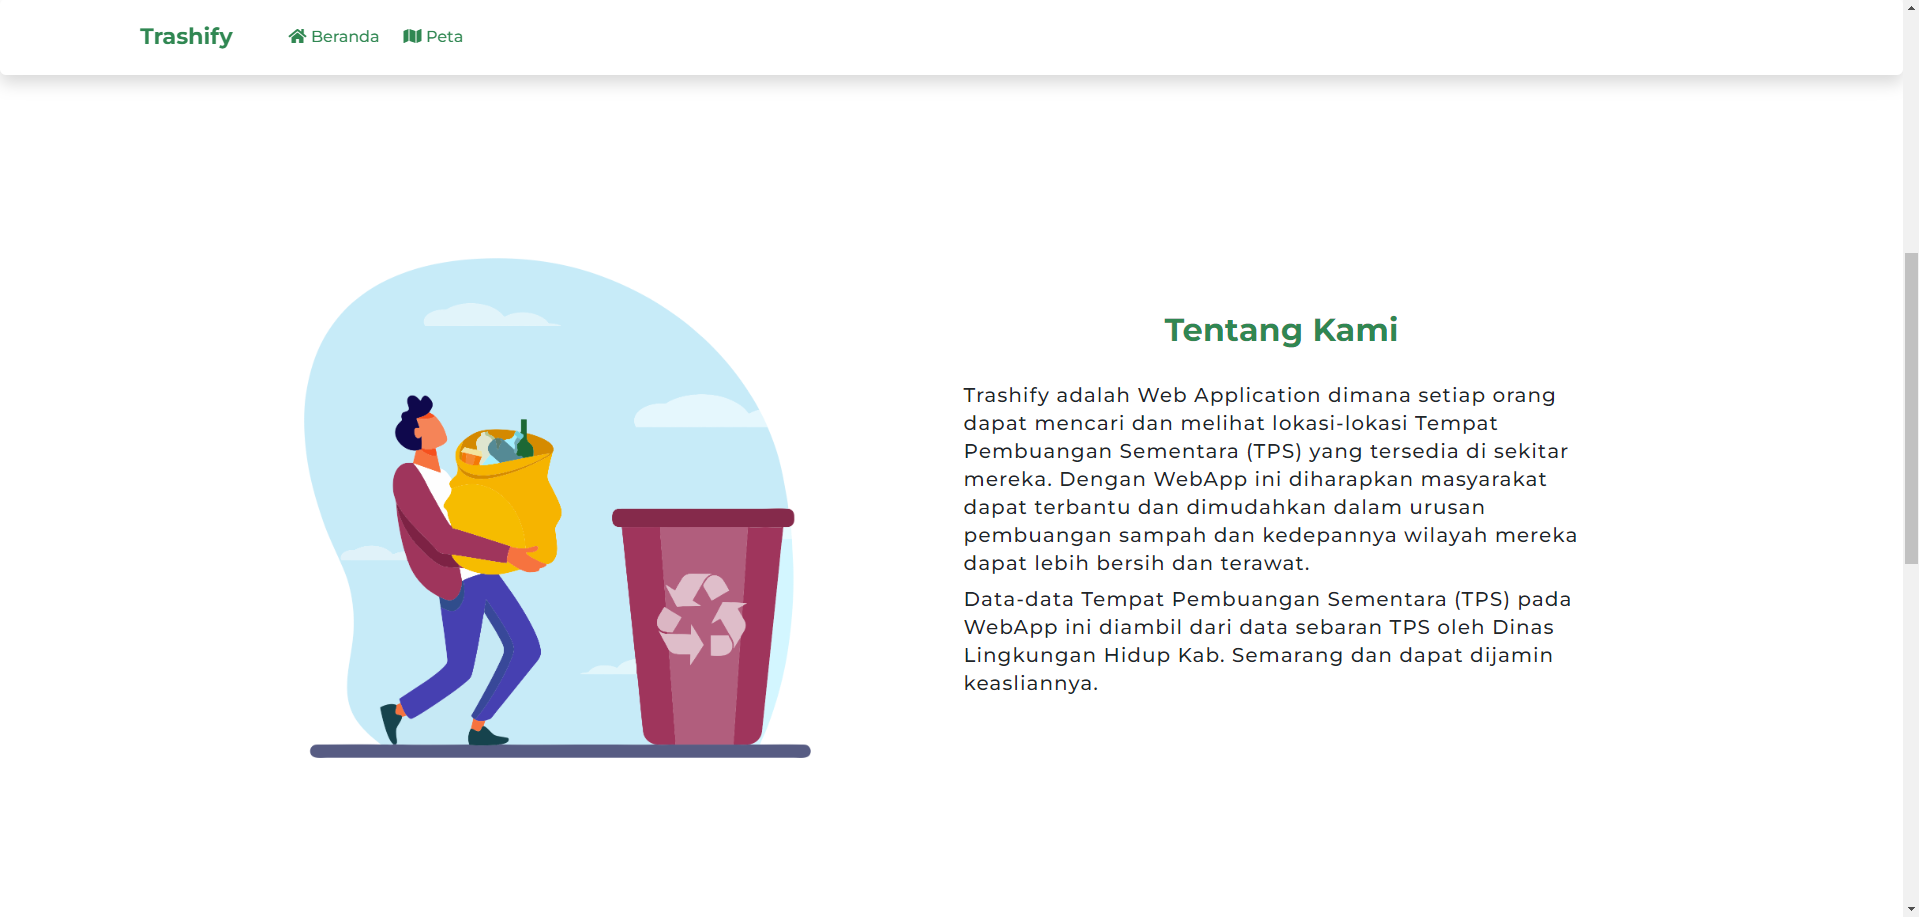 Trashify
Beranda
Peta
Tentang Kami
Trashify adalah Web Application dimana setiap orang
dapat mencari dan melihat lokasi-lokasi Tempat
Pembuangan Sementara (TPS) yang tersedia di sekitar
mereka. Dengan WebApp ini diharapkan masyarakat
dapat terbantu dan dimudahkan dalam urusan
pembuangan sampah dan kedepannya wilayah mereka
dapat lebih bersih dan terawat.
Data-data Tempat Pembuangan Sementara (TPS) pada
WebApp ini diambil dari data sebaran TPS oleh Dinas
Lingkungan Hidup Kab. Semarang dan dapat dijamin
keasliannya.